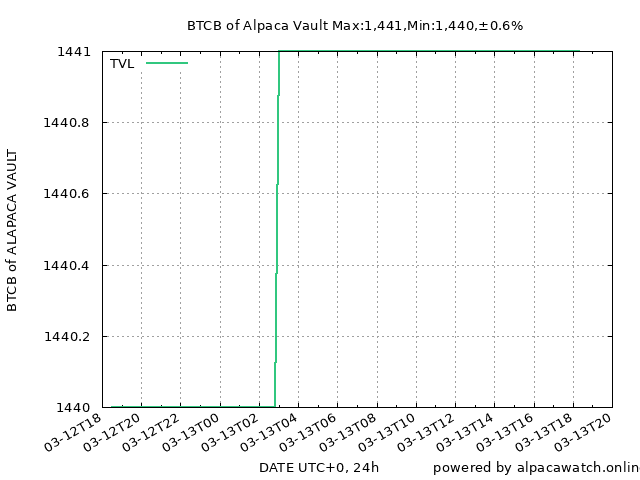 BTCB of Alpaca Vault Max:1,441,Min:1,440,±0.6%
1441
TVL
1440.8
1440.6
1440.4
1440.2
1440
BTCB of ALAPACA VAULT
03-12T18
03-12T20
03-12T22
03-13T00
03-13T02
03-13T04
03-13T06
03-13T08
03-13T10
03-13T12
03-13T14
03-13T16
03-13T18
03-13T20
DATE UTC+0, 24h
powered by alpacawatch.onlin